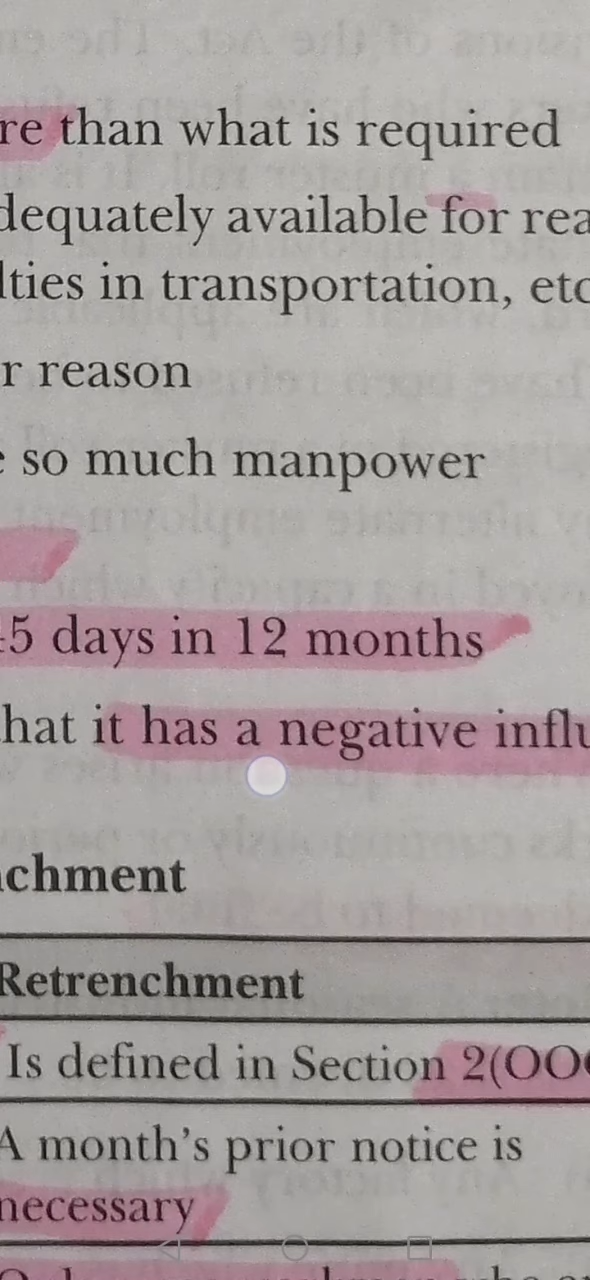 re than what is required
dequately available for rea
lties in transportation, etc
r reason
so much manpower
5 days in 12 months
hat it has a negative influ
chment
Retrenchment
Is defined in Section 2(OO
A month's prior notice is
necessary